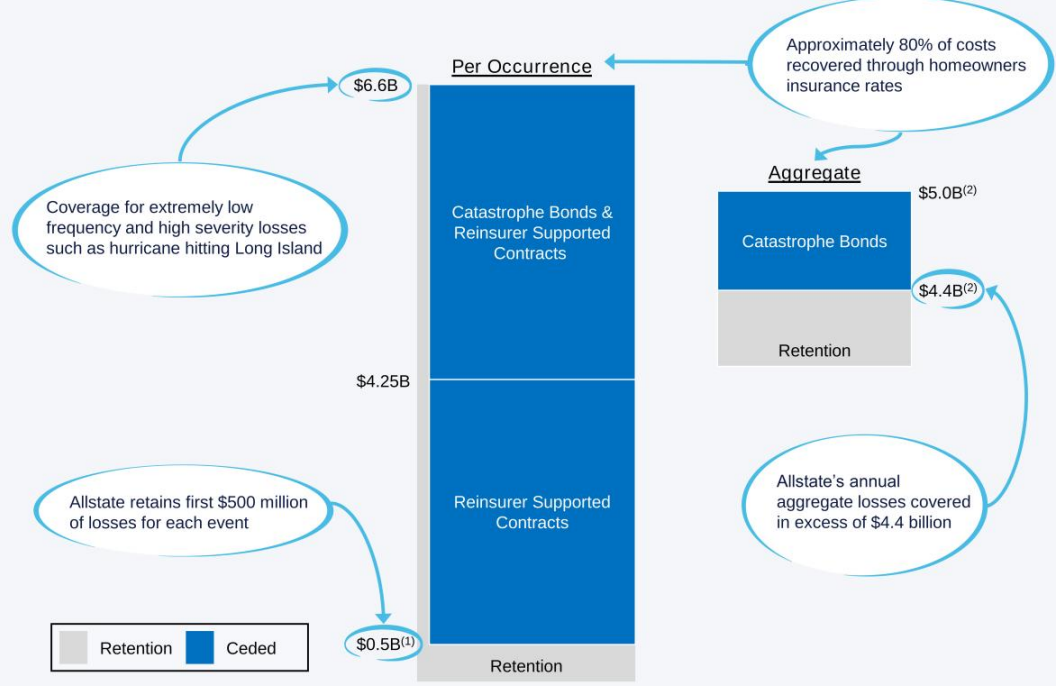 Approximately 80% of costs
recovered through homeowners
insurance rates
Per Occurrence
$6.6B
Aggregate
$5.0B(2)
Coverage for extremely low
frequency and high severity losses
such as hurricane hitting Long Island
Catastrophe Bonds &
Reinsurer Supported
Contracts
Catastrophe Bonds
$4.4B(2)
Retention
$4.25B
Allstate retains first $500 million
of losses for each event
Reinsurer Supported
Contracts
Allstate’s annual
aggregate losses covered
in excess of $4.4 billion
Retention
Ceded
$0.5B(1)
Retention